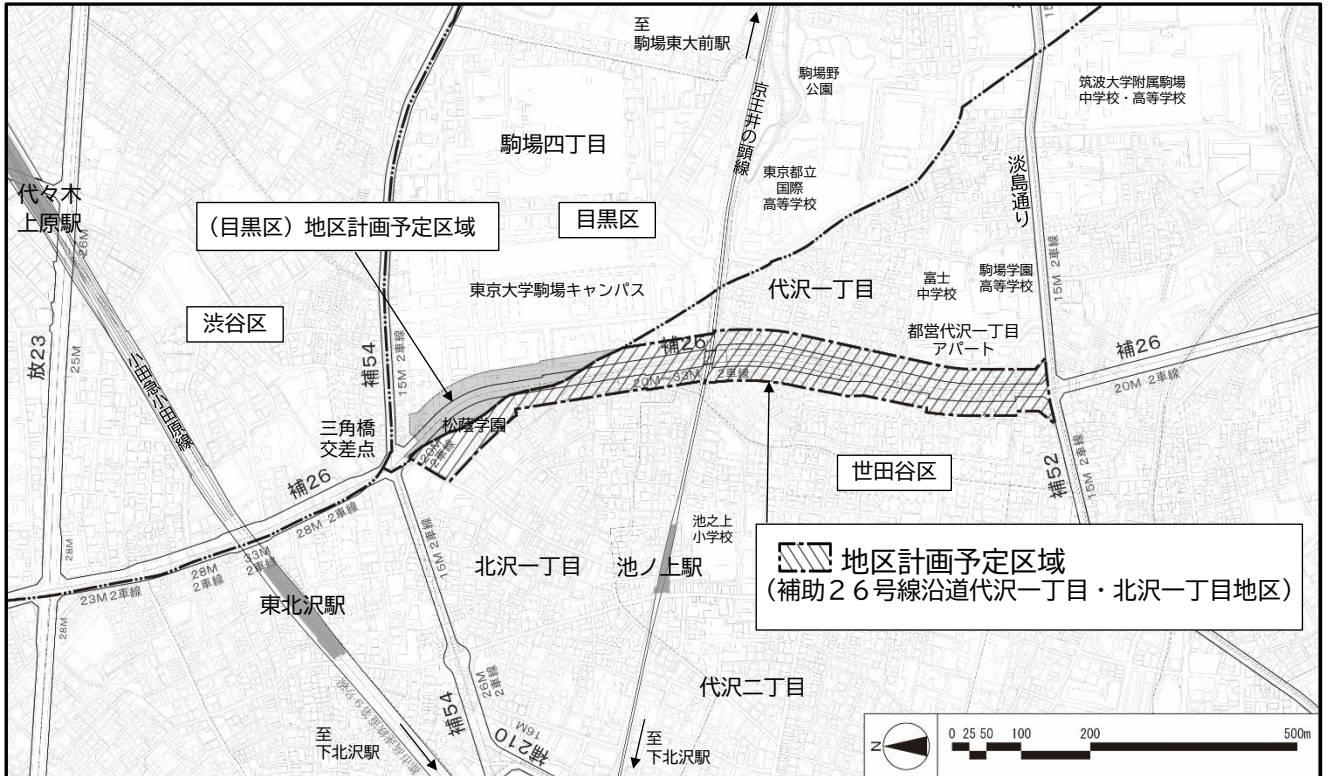 至
駒場東大前駅
駒場野
公園
筑波大学附属駒場
中学校・高等学校
15M
京王井の頭線
駒場四丁目
東京都立
国際
高等学校
淡島通り
代々木
上原駅
26M
(目黒区)地区計画予定区域
目黒区
東京大学駒場キャンパス
代沢一丁目
富士
中学校
駒場学園
高等学校
15M 2車線
渋谷区
放23
25M
小田急小田原線
補54
15M 2車線
都営代沢一丁目
アパート
補26
20M 2車線
補26
20M~33M 2車線
三角橋
交差点
松蔭学園
20M
2車線
補26
28M 2車線
世田谷区
補52
15M 2車線
池之上
小学校
28M
28M
2車線
33M
2車線
15M 2車線
北沢一丁目
池ノ上駅
地区計画予定区域
(補助26号線沿道代沢一丁目・北沢一丁目地区)
23M 2車線
東北沢駅
28M
代沢二丁目
26M
2車線
補54
16M
補210
至
下北沢駅
至
下北沢駅
N
0 25 50 100 200 500m